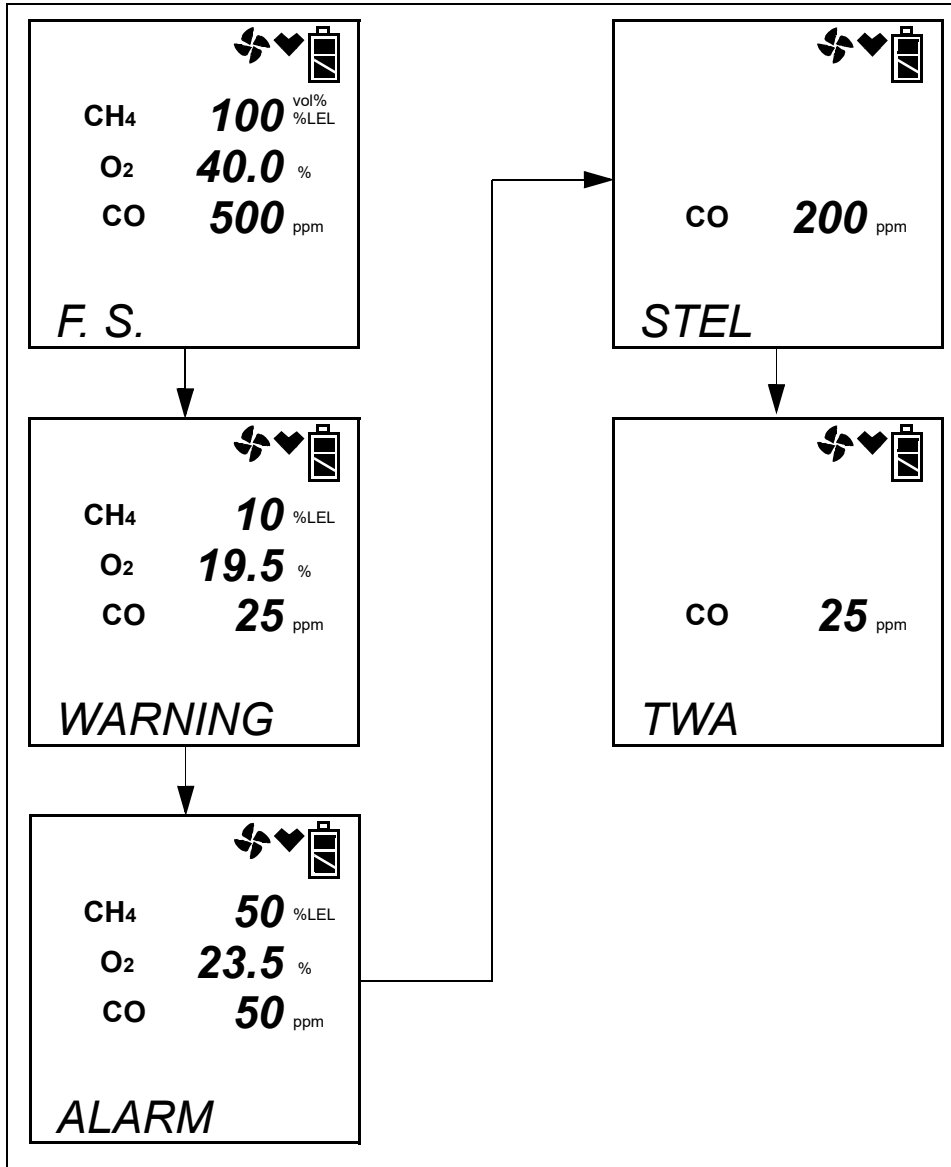 vol%
CH4 100 %LEL
O2 40.0 %
CO 500 ppm
F. S.
CH4 10 %LEL
O2 19.5 %
CO 25 ppm
WARNING
CH4 50 %LEL
O2 23.5 %
CO 50 ppm
ALARM
CO 200 ppm
STEL
CO 25 ppm
TWA